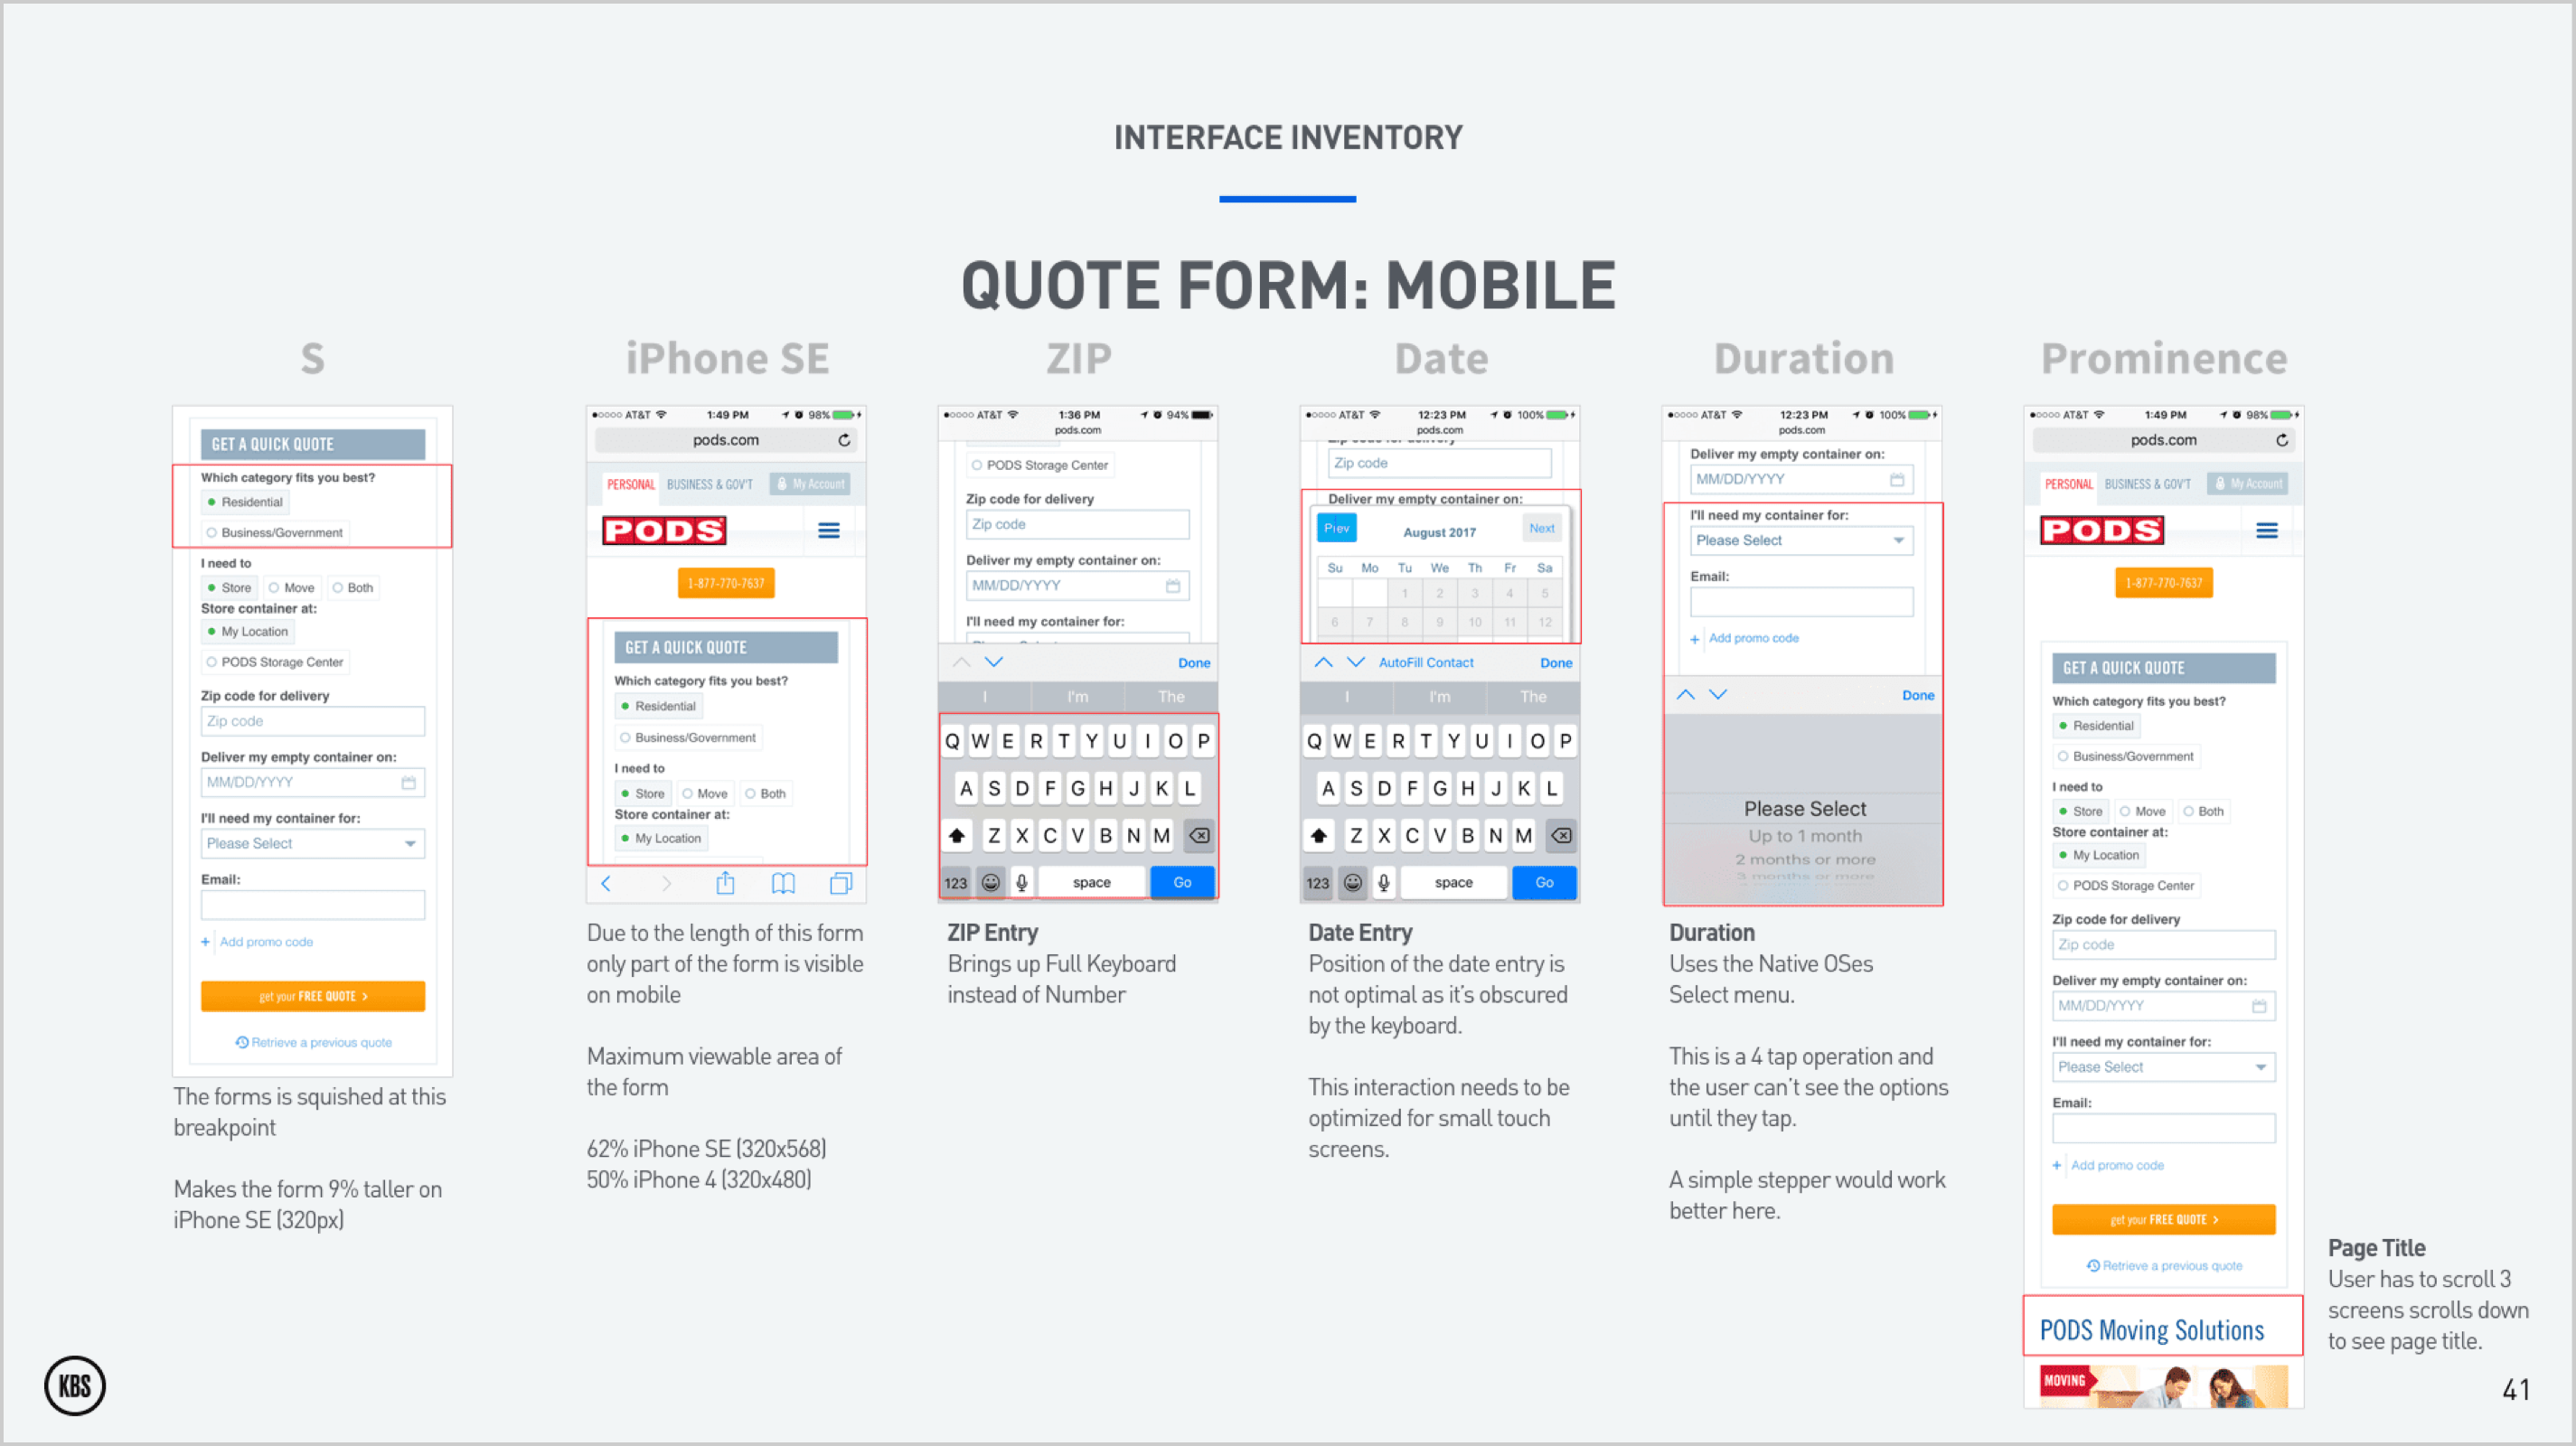 INTERFACE INVENTORY
QUOTE FORM: MOBILE
S
GET A QUICK QUOTE
Which category fits you best?
Residential
Business/Government
I need to
Store Move Both
Store container at:
My Location
PODS Storage Center
Zip code for delivery
Zip code
Deliver my empty container on:
MM/DD/YYYY
I'll need my container for:
Please Select
Email:
+ Add promo code
get your FREE QUOTE >
Retrieve a previous quote
The forms is squished at this
breakpoint
Makes the form 9% taller on
iPhone SE (320px)
iPhone SE
AT&T 1:49 PM 98%
pods.com
PERSONAL BUSINESS & GOV'T My Account
PODS
1-877-770-7637
GET A QUICK QUOTE
Which category fits you best?
Residential
Business/Government
I need to
Store Move Both
Store container at:
My Location
Due to the length of this form
only part of the form is visible
on mobile
Maximum viewable area of
the form
62% iPhone SE (320x568)
50% iPhone 4 (320x480)
ZIP
AT&T 1:36 PM 94%
pods.com
PODS Storage Center
Zip code for delivery
Zip code
Deliver my empty container on:
MM/DD/YYYY
I'll need my container for:
Done
I I'm The
Q W E R T Y U I O P
A S D F G H J K L
Z X C V B N M
123 space Go
ZIP Entry
Brings up Full Keyboard
instead of Number
Date
AT&T 12:23 PM 100%
pods.com
Zip code
Deliver my empty container on:
Prev August 2017 Next
Su Mo Tu We Th Fr Sa
1 2 3 4 5
6 7 8 9 10 11 12
AutoFill Contact Done
I I'm The
Q W E R T Y U I O P
A S D F G H J K L
Z X C V B N M
123 space Go
Date Entry
Position of the date entry is
not optimal as it's obscured
by the keyboard.
This interaction needs to be
optimized for small touch
screens.
Duration
AT&T 12:23 PM 100%
pods.com
Deliver my empty container on:
MM/DD/YYYY
I'll need my container for:
Please Select
Email:
+ Add promo code
Done
Please Select
Up to 1 month
2 months or more
3 months or more
Duration
Uses the Native OSes
Select menu.
This is a 4 tap operation and
the user can't see the options
until they tap.
A simple stepper would work
better here.
Prominence
AT&T 1:49 PM 98%
pods.com
PERSONAL BUSINESS & GOV'T My Account
PODS
1-877-770-7637
GET A QUICK QUOTE
Which category fits you best?
Residential
Business/Government
I need to
Store Move Both
Store container at:
My Location
PODS Storage Center
Zip code for delivery
Zip code
Deliver my empty container on:
MM/DD/YYYY
I'll need my container for:
Please Select
Email:
+ Add promo code
get your FREE QUOTE >
Retrieve a previous quote
PODS Moving Solutions
MOVING
Page Title
User has to scroll 3
screens scrolls down
to see page title.
KBS
41